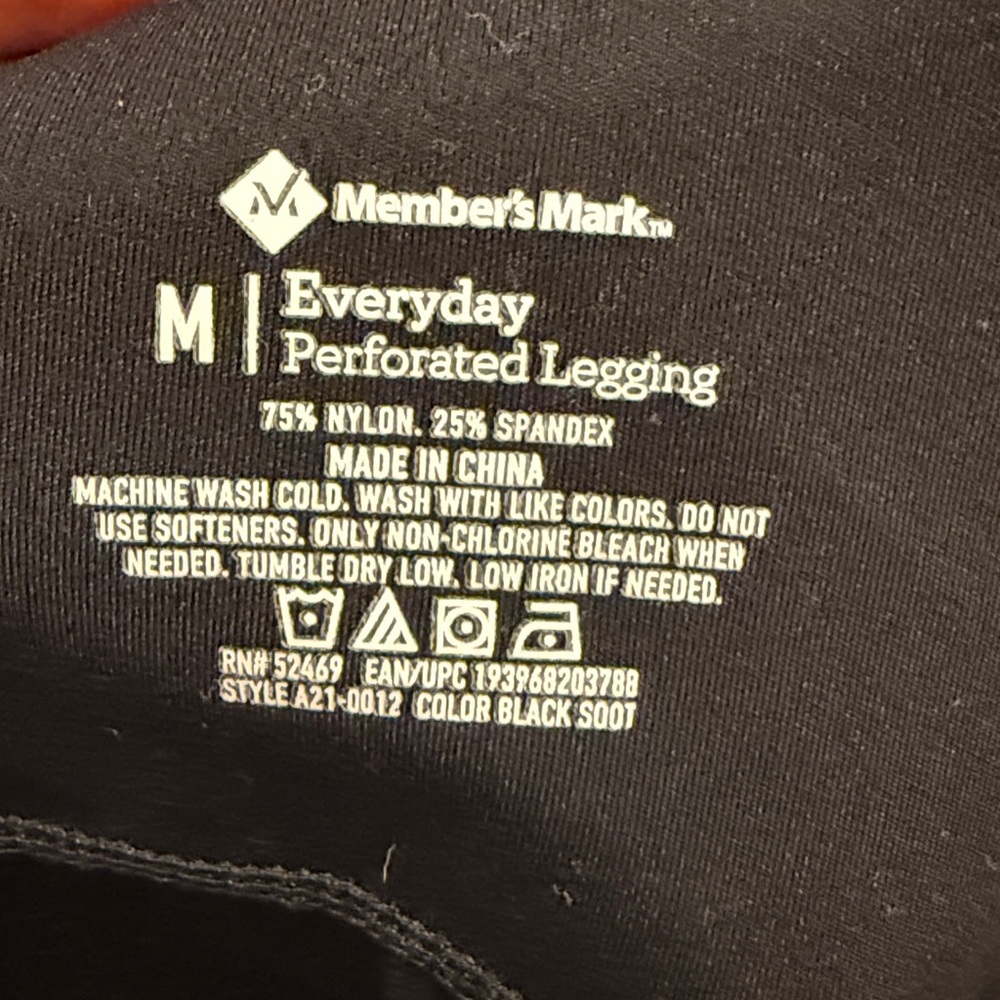 Member's Mark™
M
Everyday
Perforated Legging
75% NYLON. 25% SPANDEX
MADE IN CHINA
MACHINE WASH COLD. WASH WITH LIKE COLORS. DO NOT
USE SOFTENERS. ONLY NON-CHLORINE BLEACH WHEN
NEEDED. TUMBLE DRY LOW. LOW IRON IF NEEDED.
RN# 52469 EAN/UPC 193968203788
STYLE A21-0012 COLOR BLACK SOOT